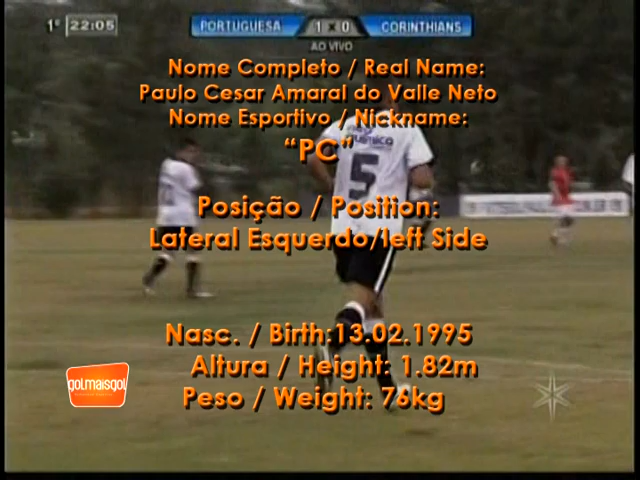 1º 22:05 PORTUGUESA 1 x 0 CORINTHIANS
AO VIVO
Nome Completo / Real Name:
Paulo Cesar Amaral do Valle Neto
Nome Esportivo / Nickname:
“PC”
5
Posição / Position:
Lateral Esquerdo/left Side
Nasc. / Birth:13.02.1995
Altura / Height: 1.82m
Peso / Weight: 76kg
golmaisgol